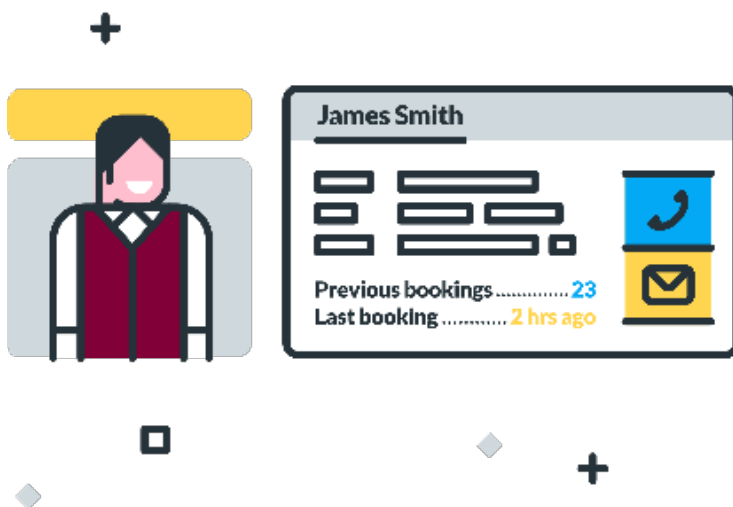 James Smith
Previous bookings ............. 23
Last booking ............ 2 hrs ago